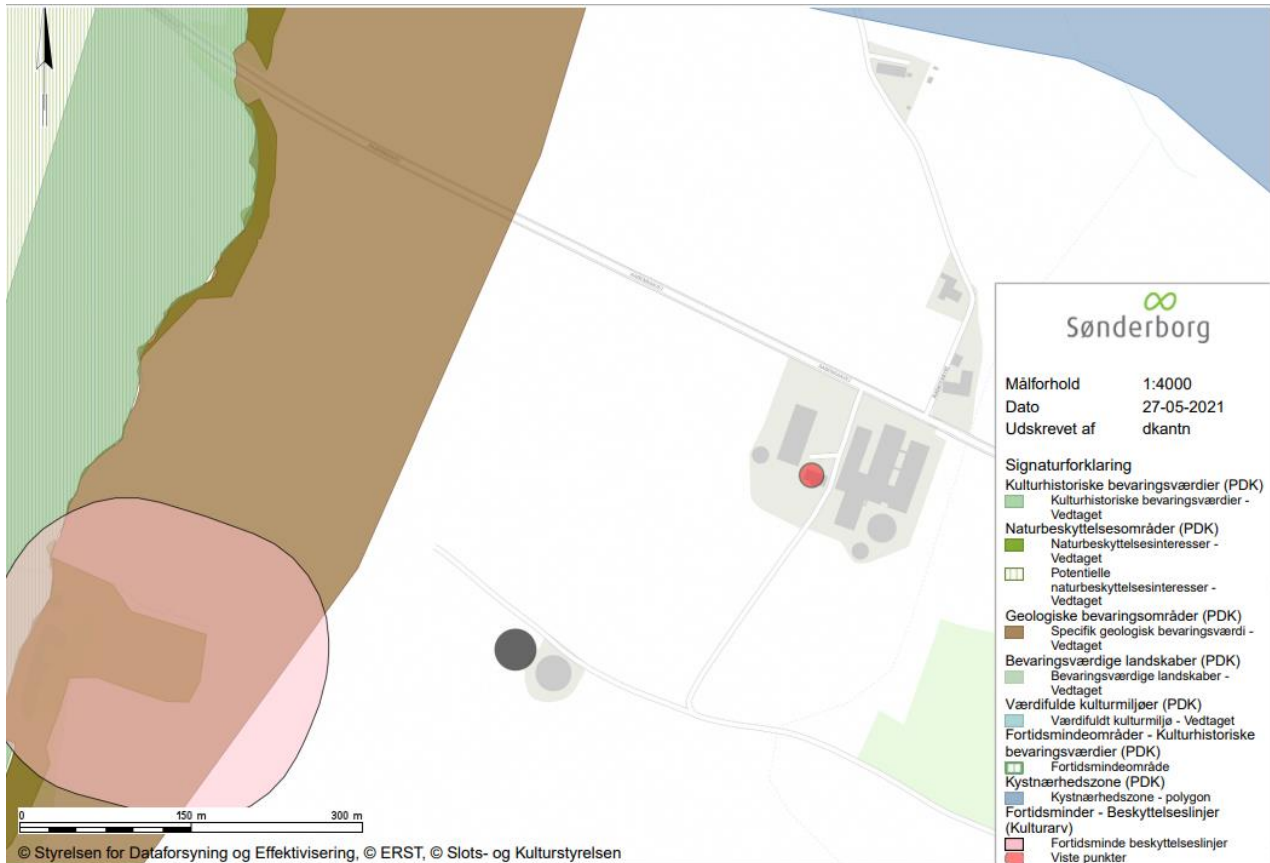 Sønderborg
Målforhold 1:4000
Dato 27-05-2021
Udskrevet af dkantn
Signaturforklaring
Kulturhistoriske bevaringsværdier (PDK)
Kulturhistoriske bevaringsværdier -
Vedtaget
Naturbeskyttelsesområder (PDK)
Naturbeskyttelsesinteresser -
Vedtaget
Potentielle
naturbeskyttelsesinteresser -
Vedtaget
Geologiske bevaringsområder (PDK)
Specifik geologisk bevaringsværdi -
Vedtaget
Bevaringsværdige landskaber (PDK)
Bevaringsværdige landskaber -
Vedtaget
Værdifulde kulturmiljøer (PDK)
Værdifuldt kulturmiljø - Vedtaget
Fortidsmindeområder - Kulturhistoriske
bevaringsværdier (PDK)
Fortidsmindeområde
Kystnærhedszone (PDK)
Kystnærhedszone - polygon
Fortidsminder - Beskyttelseslinjer
(Kulturarv)
Fortidsminde beskyttelseslinjer
Viste punkter
0 150 m 300 m
© Styrelsen for Dataforsyning og Effektivisering, © ERST, © Slots- og Kulturstyrelsen